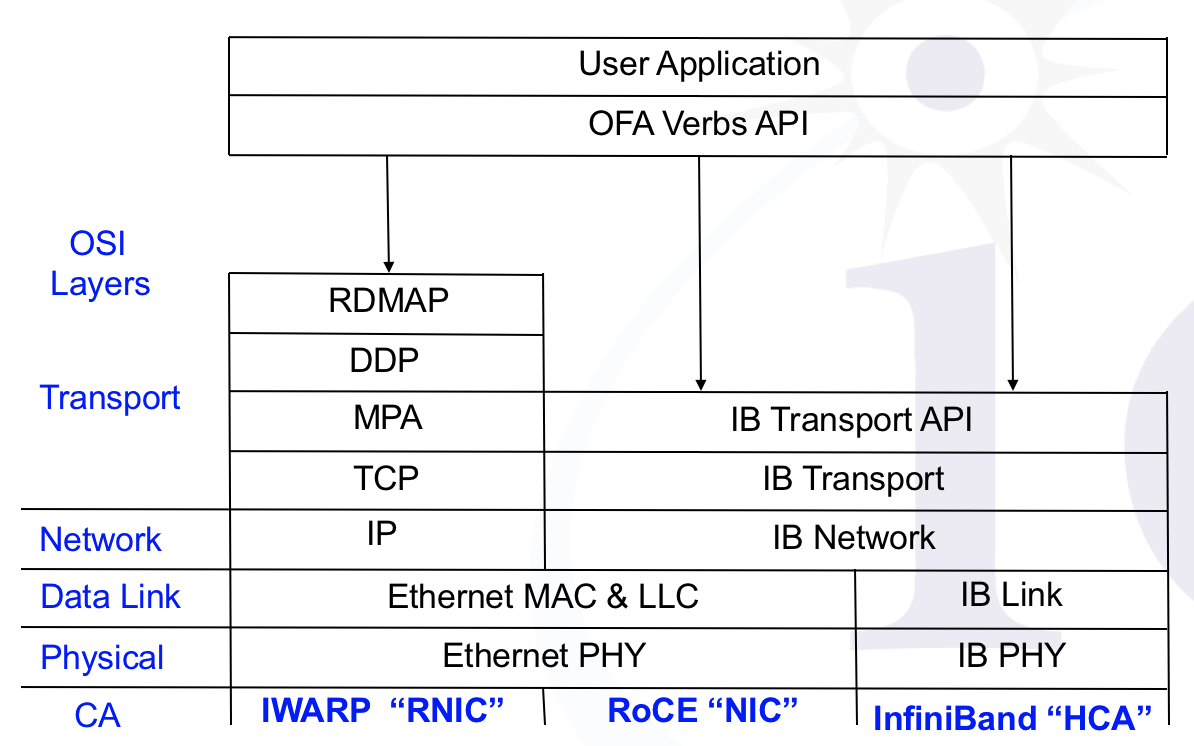 User Application
OFA Verbs API
OSI
Layers
RDMAP
DDP
Transport
MPA
IB Transport API
TCP
IB Transport
Network
IP
IB Network
Data Link
Ethernet MAC & LLC
IB Link
Physical
Ethernet PHY
IB PHY
CA
IWARP “RNIC”
RoCE “NIC”
InfiniBand “HCA”